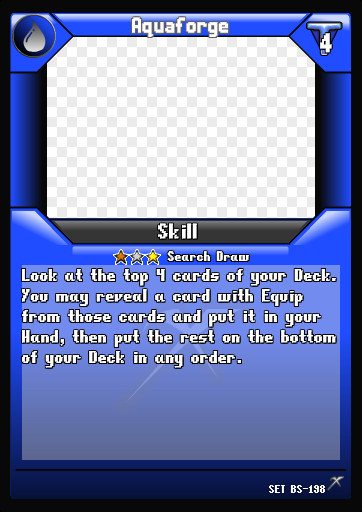 Aquaforge
4
Skill
Search Draw
Look at the top 4 cards of your Deck.
You may reveal a card with Equip
from those cards and put it in your
Hand, then put the rest on the bottom
of your Deck in any order.
SET BS-198